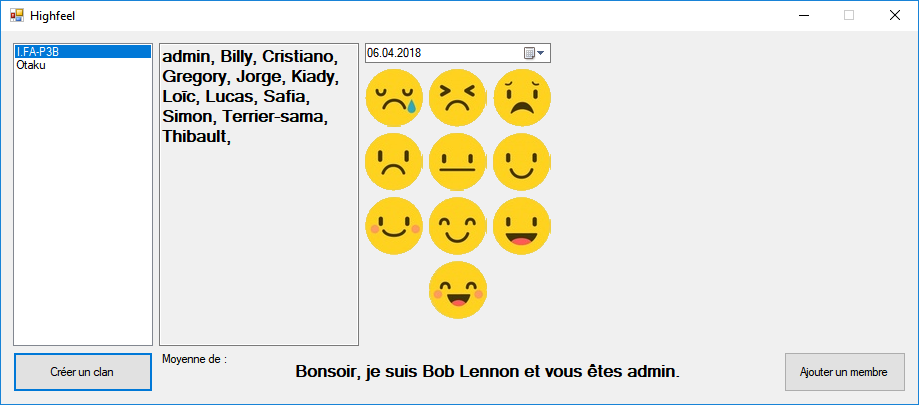 Highfeel
I.FA-P3B
Otaku
admin, Billy, Cristiano,
Gregory, Jorge, Kiady,
Loïc, Lucas, Safia,
Simon, Terrier-sama,
Thibault,
06.04.2018
Créer un clan
Moyenne de :
Bonsoir, je suis Bob Lennon et vous êtes admin.
Ajouter un membre